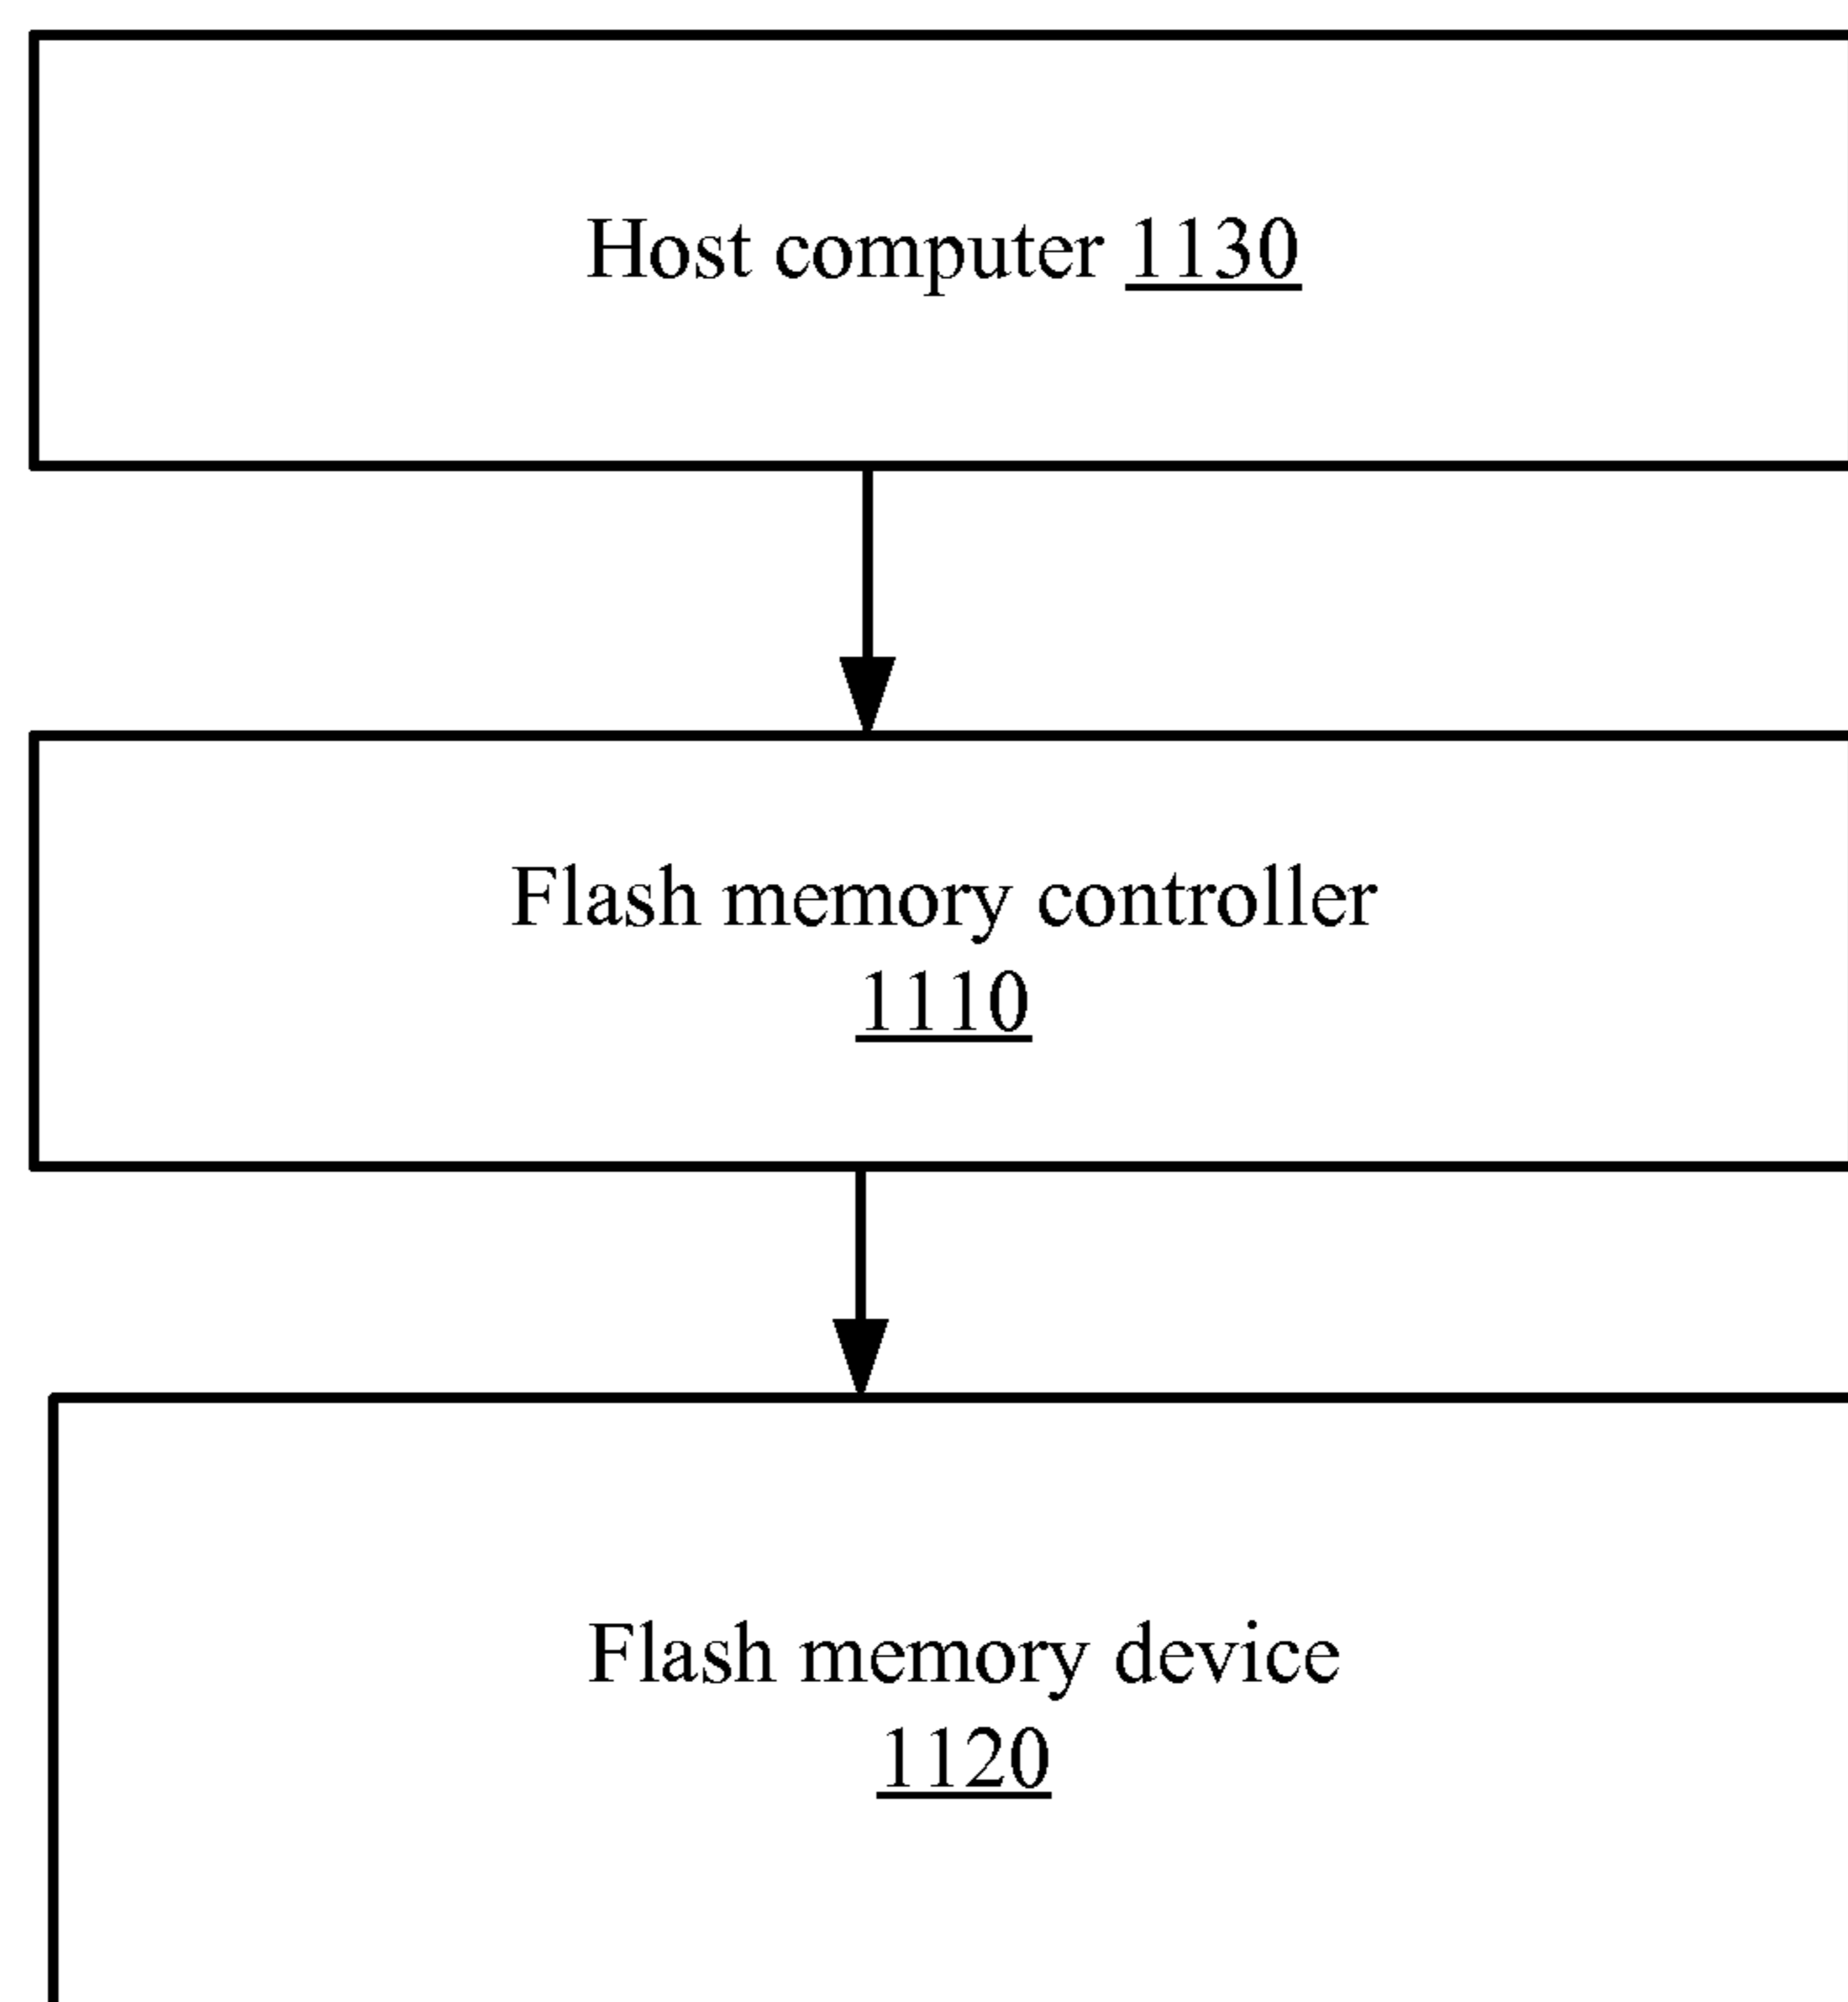 Host computer 1130
Flash memory controller
1110
Flash memory device
1120